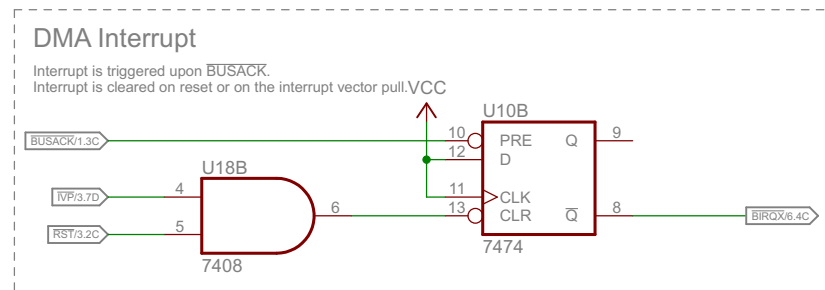 DMA Interrupt
Interrupt is triggered upon BUSACK.
Interrupt is cleared on reset or on the interrupt vector pull.
VCC
U10B
BUSACK/1.3C
10
PRE
Q
9
12
D
U18B
IVP/3.7D
4
11
CLK
6
13
CLR
Q
8
BIRQX/6.4C
RST/3.2C
5
7474
7408